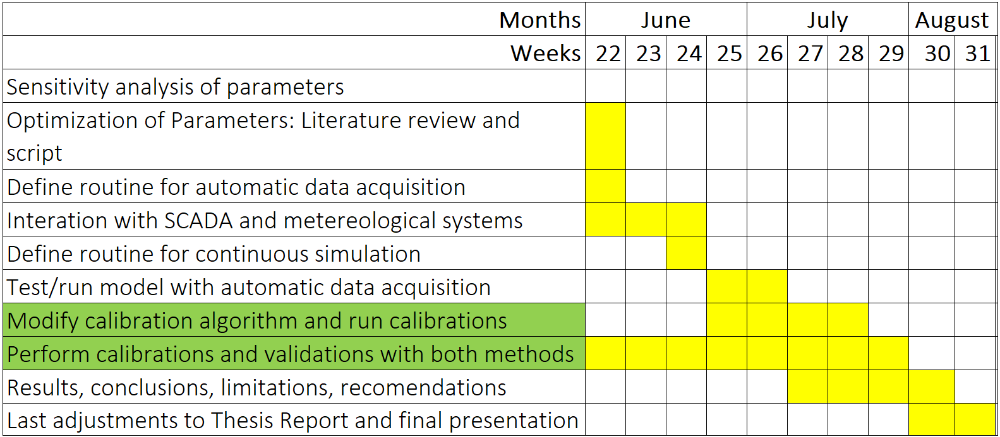 Months June July August
Weeks 22 23 24 25 26 27 28 29 30 31
Sensitivity analysis of parameters
Optimization of Parameters: Literature review and
script
Define routine for automatic data acquisition
Interation with SCADA and metereological systems
Define routine for continuous simulation
Test/run model with automatic data acquisition
Modify calibration algorithm and run calibrations
Perform calibrations and validations with both methods
Results, conclusions, limitations, recomendations
Last adjustments to Thesis Report and final presentation